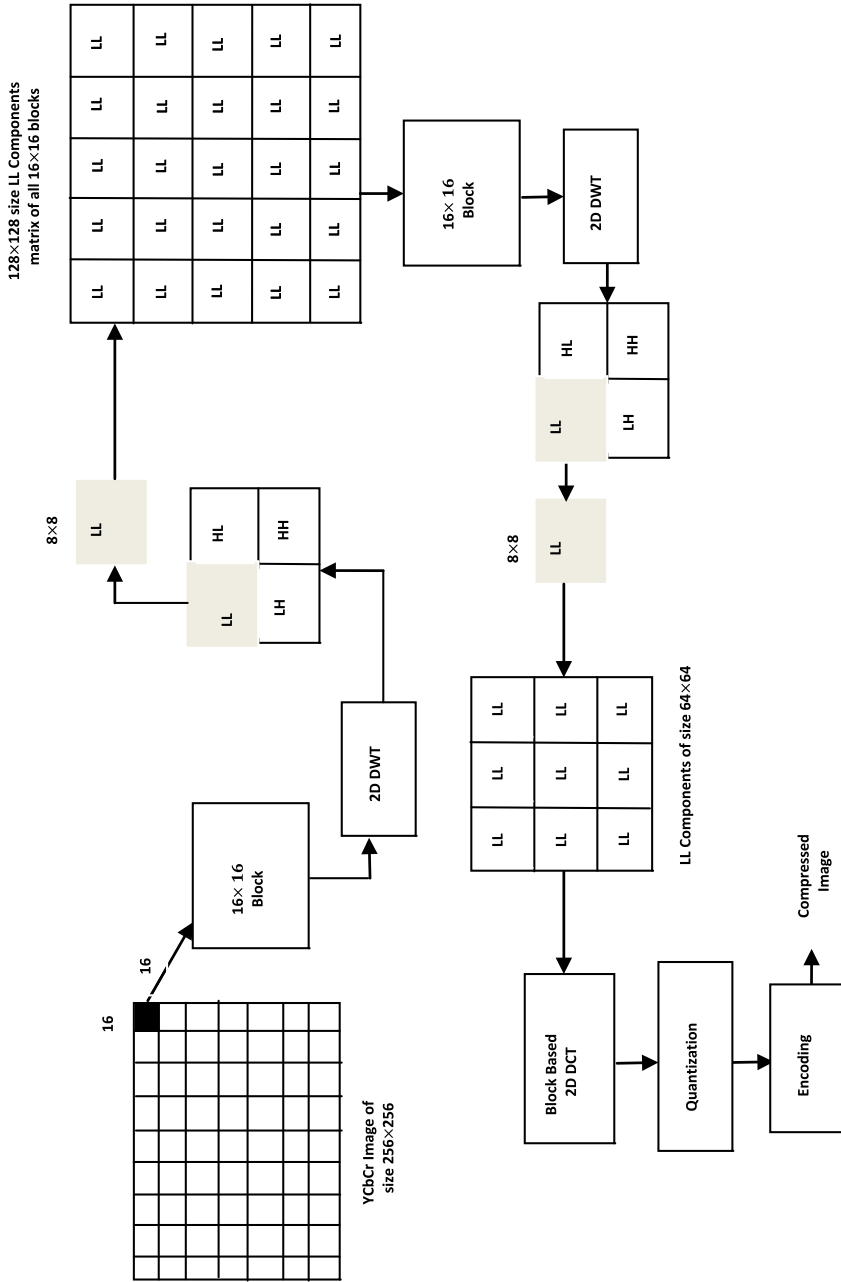 YCbCr Image of
size 256×256
16
16
16× 16
Block
2D DWT
LL HL
LH HH
8×8
LL
128×128 size LL Components
matrix of all 16×16 blocks
LL LL LL LL LL
LL LL LL LL LL
LL LL LL LL LL
LL LL LL LL LL
LL LL LL LL LL
16× 16
Block
2D DWT
LL HL
LH HH
8×8
LL
LL LL LL
LL LL LL
LL LL LL
LL Components of size 64×64
Block Based
2D DCT
Quantization
Encoding
Compressed
Image